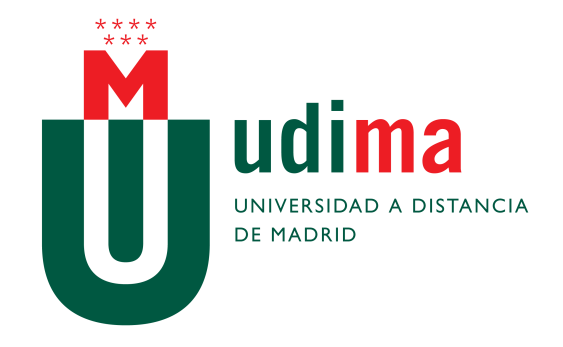 M
U
udima
UNIVERSIDAD A DISTANCIA
DE MADRID